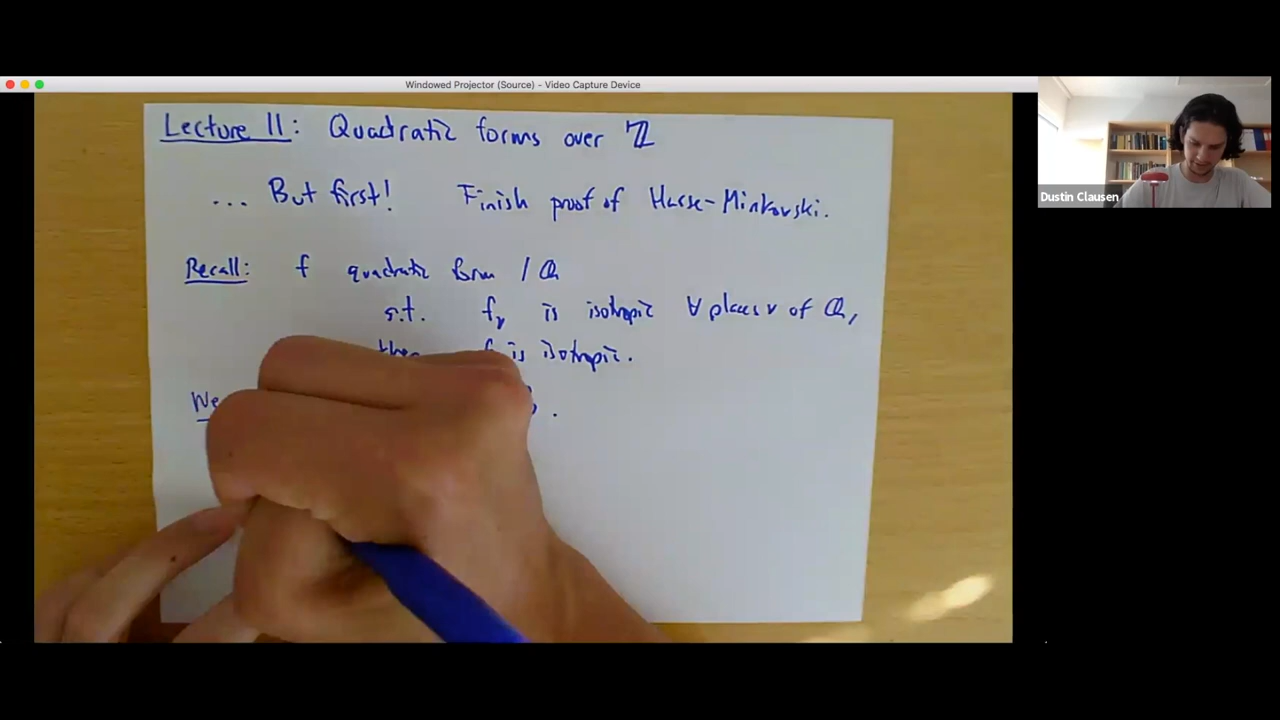 Windowed Projector (Source) - Video Capture Device
Lecture 11: Quadratic forms over ℤ
... But first! Finish proof of Hasse-Minkowski.
Recall: f quadratic form / ℚ
s.t. f_v is isotropic ∀ places v of ℚ,
is isotropic.
We
Dustin Clausen